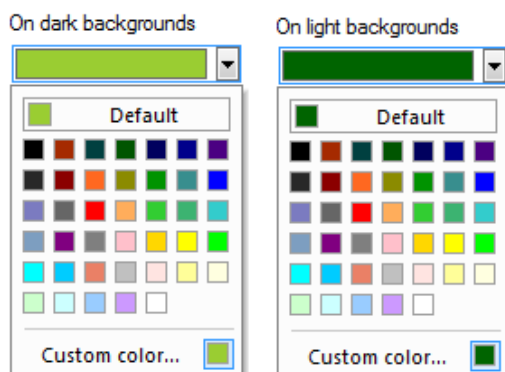 On dark backgrounds
On light backgrounds
Default
Default
Custom color...
Custom color...